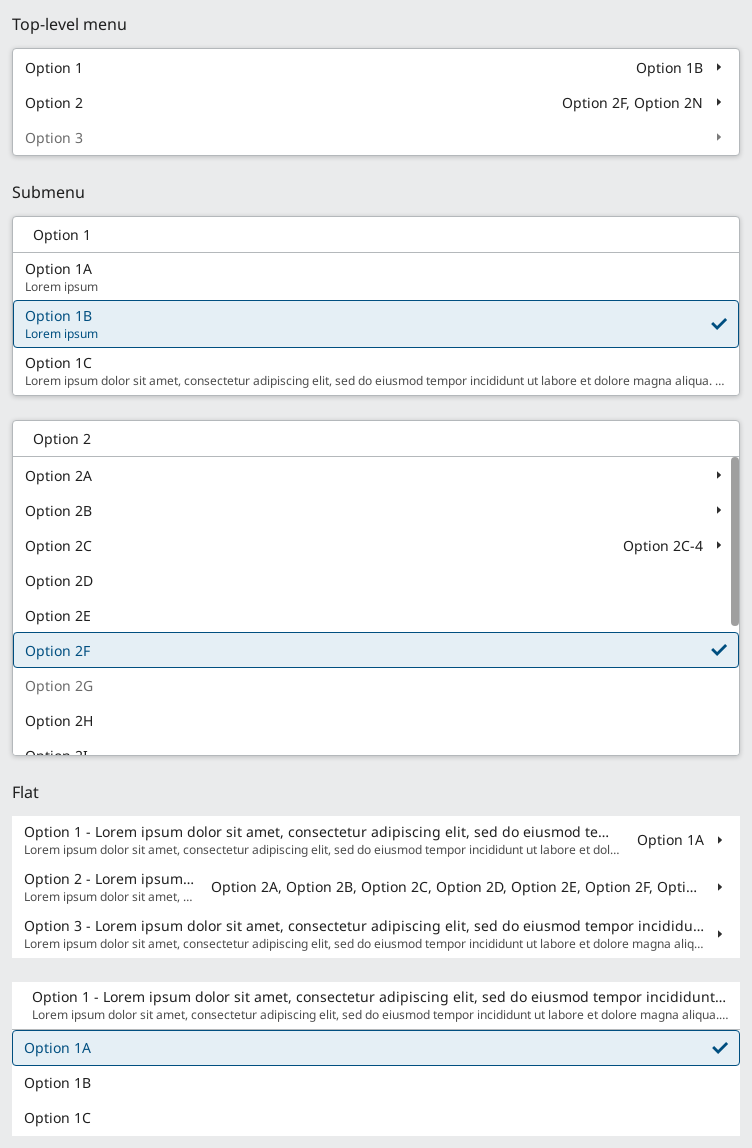 Top-level menu
Option 1 Option 1B
Option 2 Option 2F, Option 2N
Option 3
Submenu
Option 1
Option 1A
Lorem ipsum
Option 1B
Lorem ipsum
Option 1C
Lorem ipsum dolor sit amet, consectetur adipiscing elit, sed do eiusmod tempor incididunt ut labore et dolore magna aliqua. ...
Option 2
Option 2A
Option 2B
Option 2C Option 2C-4
Option 2D
Option 2E
Option 2F
Option 2G
Option 2H
Option 2I
Flat
Option 1 - Lorem ipsum dolor sit amet, consectetur adipiscing elit, sed do eiusmod te...
Lorem ipsum dolor sit amet, consectetur adipiscing elit, sed do eiusmod tempor incididunt ut labore et dol...
Option 1A
Option 2 - Lorem ipsum...
Lorem ipsum dolor sit amet, ...
Option 2A, Option 2B, Option 2C, Option 2D, Option 2E, Option 2F, Opti...
Option 3 - Lorem ipsum dolor sit amet, consectetur adipiscing elit, sed do eiusmod tempor incididu...
Lorem ipsum dolor sit amet, consectetur adipiscing elit, sed do eiusmod tempor incididunt ut labore et dolore magna aliq...
Option 1 - Lorem ipsum dolor sit amet, consectetur adipiscing elit, sed do eiusmod tempor incididunt...
Lorem ipsum dolor sit amet, consectetur adipiscing elit, sed do eiusmod tempor incididunt ut labore et dolore magna aliqua....
Option 1A
Option 1B
Option 1C